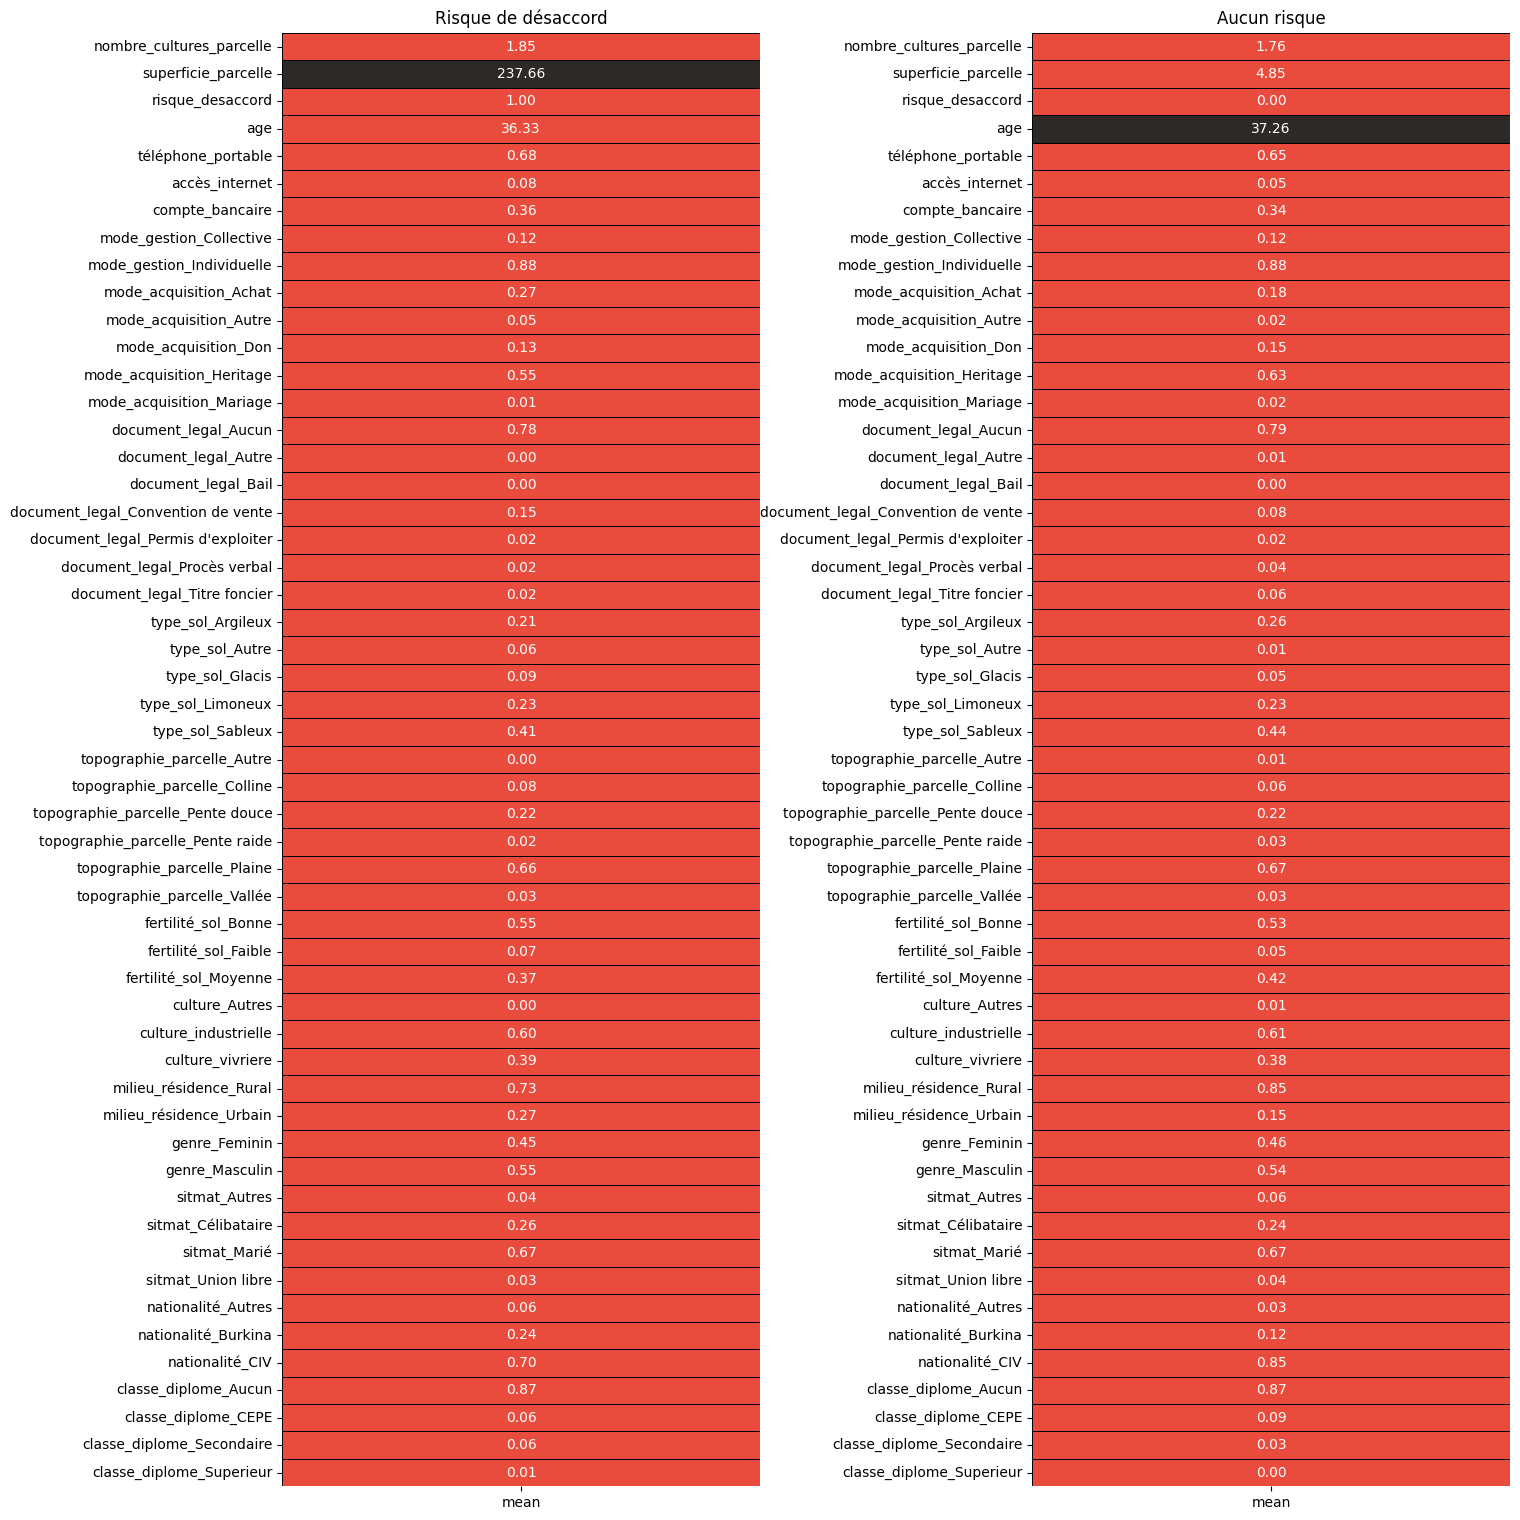 Risque de désaccord
nombre_cultures_parcelle 1.85
superficie_parcelle 237.66
risque_desaccord 1.00
age 36.33
téléphone_portable 0.68
accès_internet 0.08
compte_bancaire 0.36
mode_gestion_Collective 0.12
mode_gestion_Individuelle 0.88
mode_acquisition_Achat 0.27
mode_acquisition_Autre 0.05
mode_acquisition_Don 0.13
mode_acquisition_Heritage 0.55
mode_acquisition_Mariage 0.01
document_legal_Aucun 0.78
document_legal_Autre 0.00
document_legal_Bail 0.00
document_legal_Convention de vente 0.15
document_legal_Permis d'exploiter 0.02
document_legal_Procès verbal 0.02
document_legal_Titre foncier 0.02
type_sol_Argileux 0.21
type_sol_Autre 0.06
type_sol_Glacis 0.09
type_sol_Limoneux 0.23
type_sol_Sableux 0.41
topographie_parcelle_Autre 0.00
topographie_parcelle_Colline 0.08
topographie_parcelle_Pente douce 0.22
topographie_parcelle_Pente raide 0.02
topographie_parcelle_Plaine 0.66
topographie_parcelle_Vallée 0.03
fertilité_sol_Bonne 0.55
fertilité_sol_Faible 0.07
fertilité_sol_Moyenne 0.37
culture_Autres 0.00
culture_industrielle 0.60
culture_vivriere 0.39
milieu_résidence_Rural 0.73
milieu_résidence_Urbain 0.27
genre_Feminin 0.45
genre_Masculin 0.55
sitmat_Autres 0.04
sitmat_Célibataire 0.26
sitmat_Marié 0.67
sitmat_Union libre 0.03
nationalité_Autres 0.06
nationalité_Burkina 0.24
nationalité_CIV 0.70
classe_diplome_Aucun 0.87
classe_diplome_CEPE 0.06
classe_diplome_Secondaire 0.06
classe_diplome_Superieur 0.01
mean
Aucun risque
nombre_cultures_parcelle 1.76
superficie_parcelle 4.85
risque_desaccord 0.00
age 37.26
téléphone_portable 0.65
accès_internet 0.05
compte_bancaire 0.34
mode_gestion_Collective 0.12
mode_gestion_Individuelle 0.88
mode_acquisition_Achat 0.18
mode_acquisition_Autre 0.02
mode_acquisition_Don 0.15
mode_acquisition_Heritage 0.63
mode_acquisition_Mariage 0.02
document_legal_Aucun 0.79
document_legal_Autre 0.01
document_legal_Bail 0.00
document_legal_Convention de vente 0.08
document_legal_Permis d'exploiter 0.02
document_legal_Procès verbal 0.04
document_legal_Titre foncier 0.06
type_sol_Argileux 0.26
type_sol_Autre 0.01
type_sol_Glacis 0.05
type_sol_Limoneux 0.23
type_sol_Sableux 0.44
topographie_parcelle_Autre 0.01
topographie_parcelle_Colline 0.06
topographie_parcelle_Pente douce 0.22
topographie_parcelle_Pente raide 0.03
topographie_parcelle_Plaine 0.67
topographie_parcelle_Vallée 0.03
fertilité_sol_Bonne 0.53
fertilité_sol_Faible 0.05
fertilité_sol_Moyenne 0.42
culture_Autres 0.01
culture_industrielle 0.61
culture_vivriere 0.38
milieu_résidence_Rural 0.85
milieu_résidence_Urbain 0.15
genre_Feminin 0.46
genre_Masculin 0.54
sitmat_Autres 0.06
sitmat_Célibataire 0.24
sitmat_Marié 0.67
sitmat_Union libre 0.04
nationalité_Autres 0.03
nationalité_Burkina 0.12
nationalité_CIV 0.85
classe_diplome_Aucun 0.87
classe_diplome_CEPE 0.09
classe_diplome_Secondaire 0.03
classe_diplome_Superieur 0.00
mean